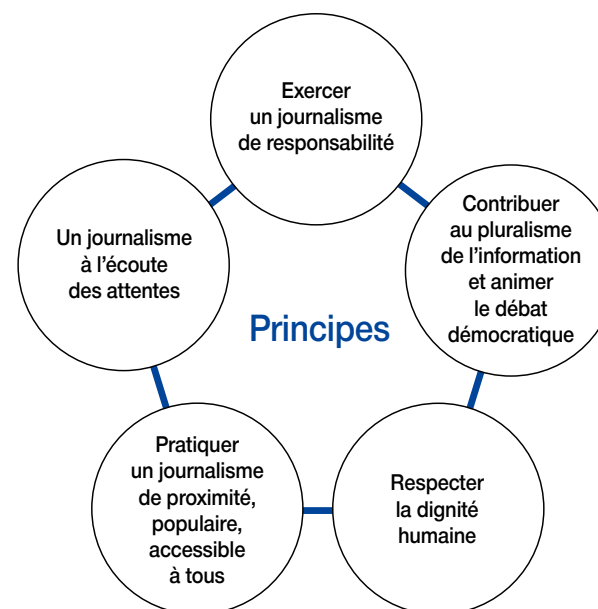 Exercer
un journalisme
de responsabilité
Contribuer
au pluralisme
de l’information
et animer
le débat
démocratique
Un journalisme
à l’écoute
des attentes
Principes
Pratiquer
un journalisme
de proximité,
populaire,
accessible
à tous
Respecter
la dignité
humaine